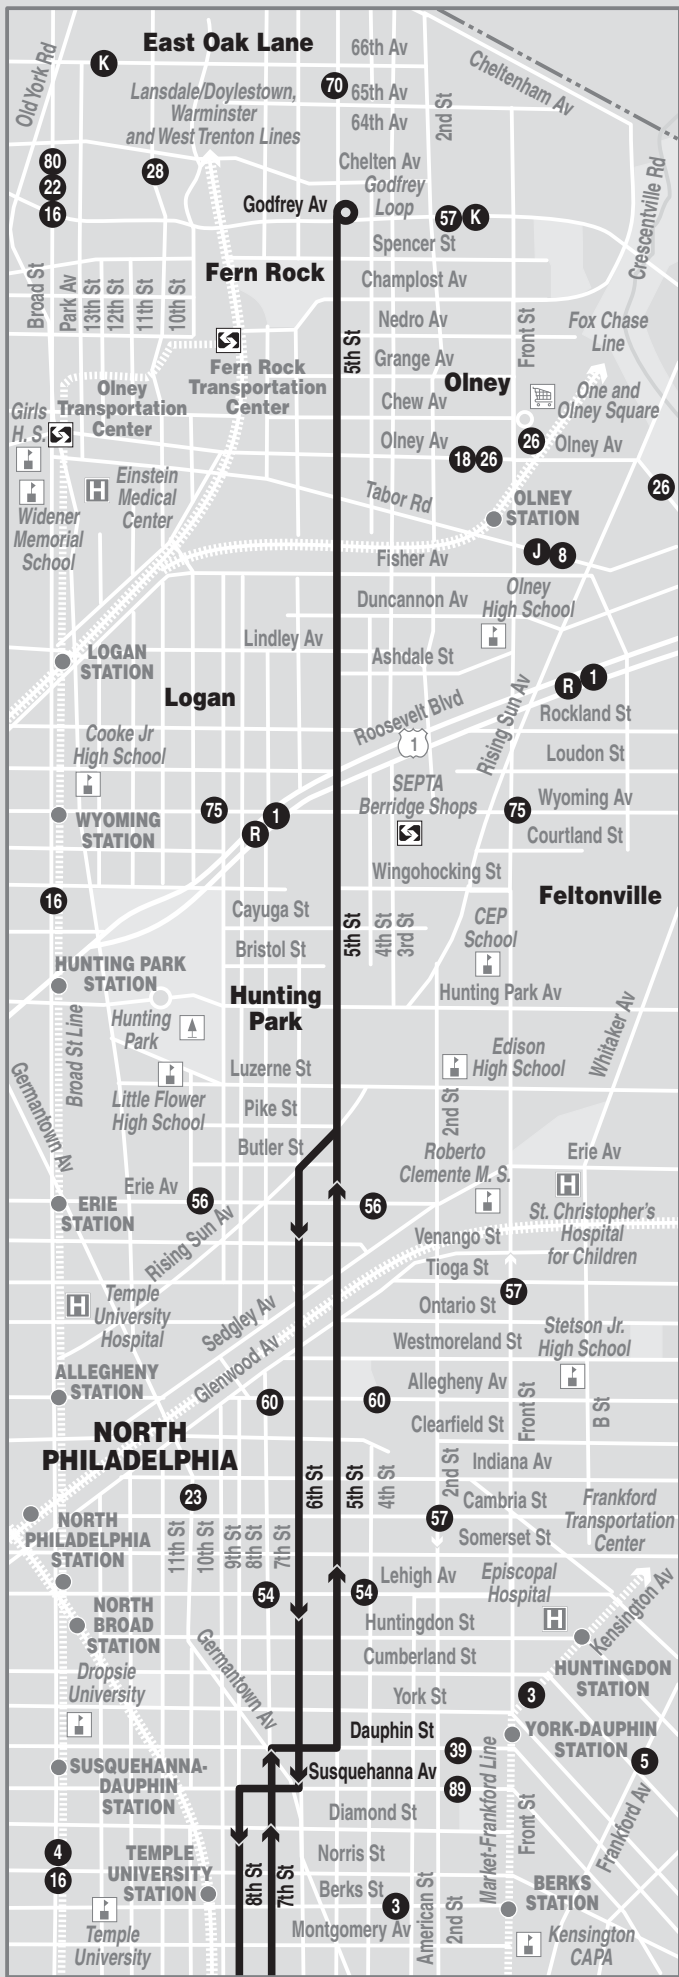 East Oak Lane
66th Av
K
Old York Rd
Cheltenham Av
70
65th Av
Lansdale/Doylestown,
Warminster
and West Trenton Lines
64th Av
2nd St
80
22
16
28
Chelten Av
Godfrey
Loop
Godfrey Av
57
K
Crescentville Rd
Spencer St
Fern Rock
Champlost Av
Broad St
Park Av
13th St
12th St
11th St
10th St
5th St
Nedro Av
Front St
Fox Chase
Line
Fern Rock
Transportation
Center
Grange Av
Olney
Chew Av
One and
Olney Square
Olney
Transportation
Center
Girls
H. S.
Olney Av
26
Olney Av
18
26
26
H
Einstein
Medical
Center
Tabor Rd
OLNEY
STATION
Widener
Memorial
School
Fisher Av
J
8
Duncannon Av
Olney
High School
Lindley Av
Ashdale St
LOGAN
STATION
Logan
Roosevelt Blvd
1
Rising Sun Av
R
1
Rockland St
Cooke Jr
High School
Loudon St
SEPTA
Berridge Shops
75
R
1
75
Wyoming Av
WYOMING
STATION
Courtland St
Wingohocking St
Feltonville
16
Cayuga St
5th St
4th St
3rd St
CEP
School
Bristol St
HUNTING PARK
STATION
Hunting
Park
Hunting Park Av
Hunting
Park
Broad St Line
Germantown Av
Whitaker Av
Luzerne St
2nd St
Edison
High School
Little Flower
High School
Pike St
Butler St
Roberto
Clemente M. S.
Erie Av
Erie Av
56
56
H
ERIE
STATION
Rising Sun Av
St. Christopher's
Hospital
for Children
Venango St
Tioga St
57
H
Temple
University
Hospital
Sedgley Av
Glenwood Av
Ontario St
Westmoreland St
Stetson Jr.
High School
ALLEGHENY
STATION
Allegheny Av
60
60
Front St
B St
Clearfield St
NORTH
PHILADELPHIA
6th St
5th St
4th St
2nd St
Indiana Av
23
Cambria St
Frankford
Transportation
Center
NORTH
PHILADELPHIA
STATION
11th St
10th St
9th St
8th St
7th St
57
Somerset St
Lehigh Av
Episcopal
Hospital
H
54
54
NORTH
BROAD
STATION
Huntingdon St
Kensington Av
Germantown Av
Cumberland St
HUNTINGDON
STATION
Dropsie
University
York St
3
Dauphin St
39
YORK-DAUPHIN
STATION
5
SUSQUEHANNA-
DAUPHIN
STATION
Susquehanna Av
89
Market-Frankford Line
Front St
Frankford Av
Diamond St
4
16
TEMPLE
UNIVERSITY
STATION
8th St
7th St
Norris St
Berks St
3
American St
2nd St
BERKS
STATION
Montgomery Av
Temple
University
Kensington
CAPA